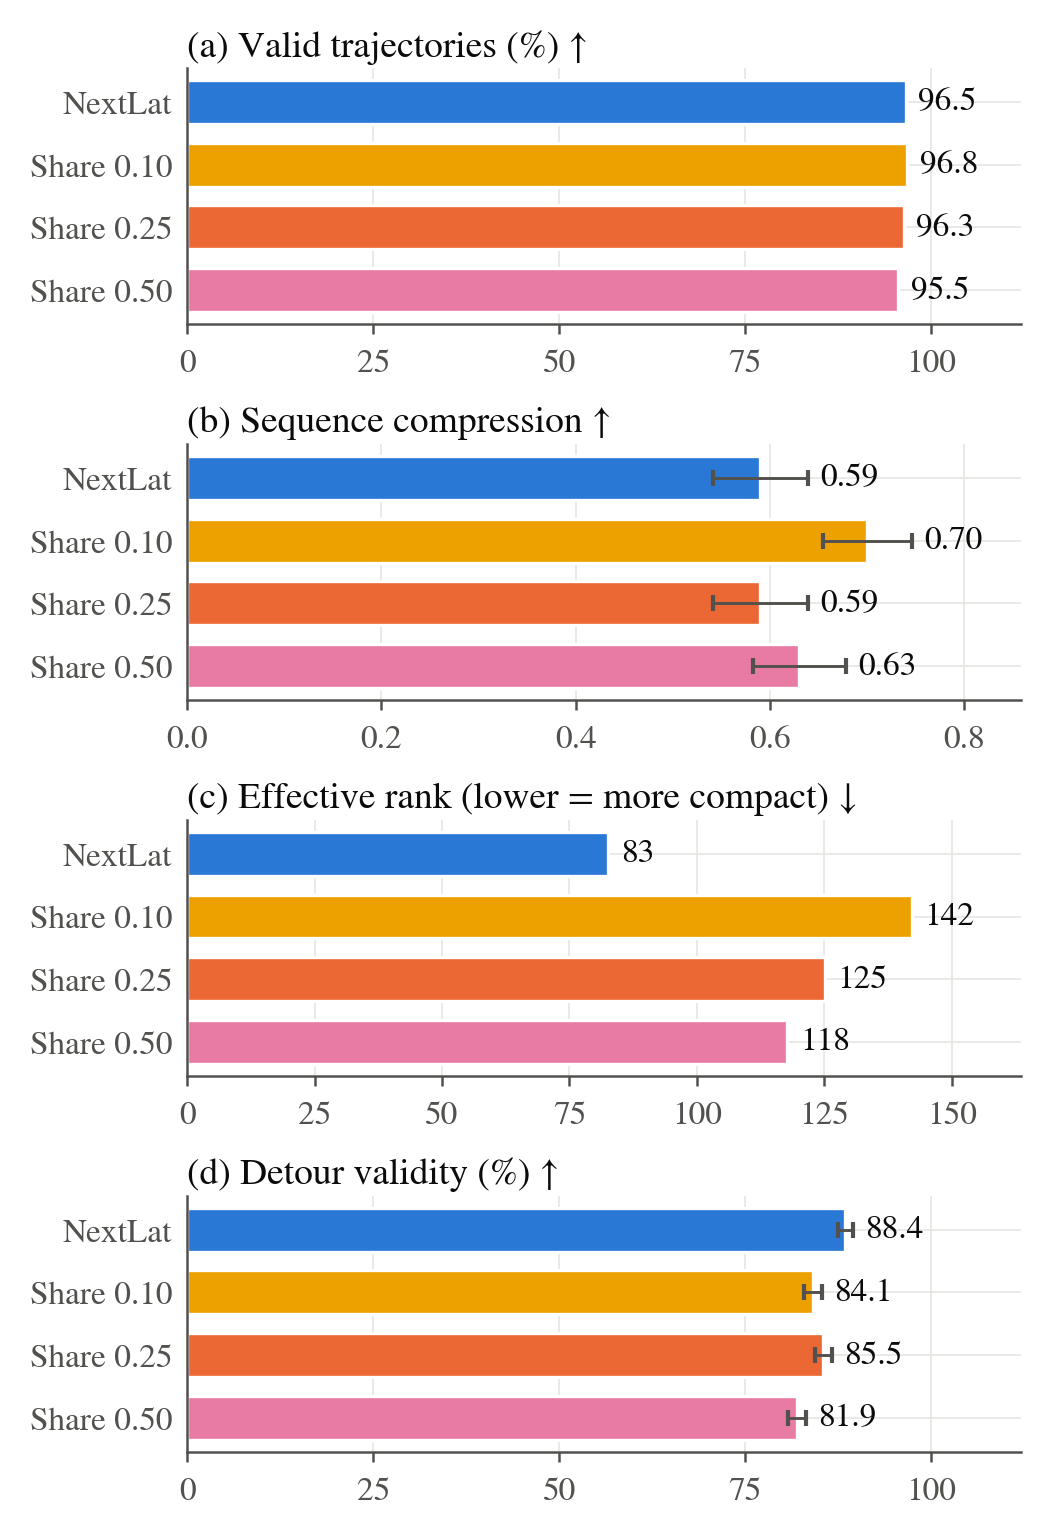 (a) Valid trajectories (%) ↑
NextLat 96.5
Share 0.10 96.8
Share 0.25 96.3
Share 0.50 95.5
0 25 50 75 100
(b) Sequence compression ↑
NextLat 0.59
Share 0.10 0.70
Share 0.25 0.59
Share 0.50 0.63
0.0 0.2 0.4 0.6 0.8
(c) Effective rank (lower = more compact) ↓
NextLat 83
Share 0.10 142
Share 0.25 125
Share 0.50 118
0 25 50 75 100 125 150
(d) Detour validity (%) ↑
NextLat 88.4
Share 0.10 84.1
Share 0.25 85.5
Share 0.50 81.9
0 25 50 75 100